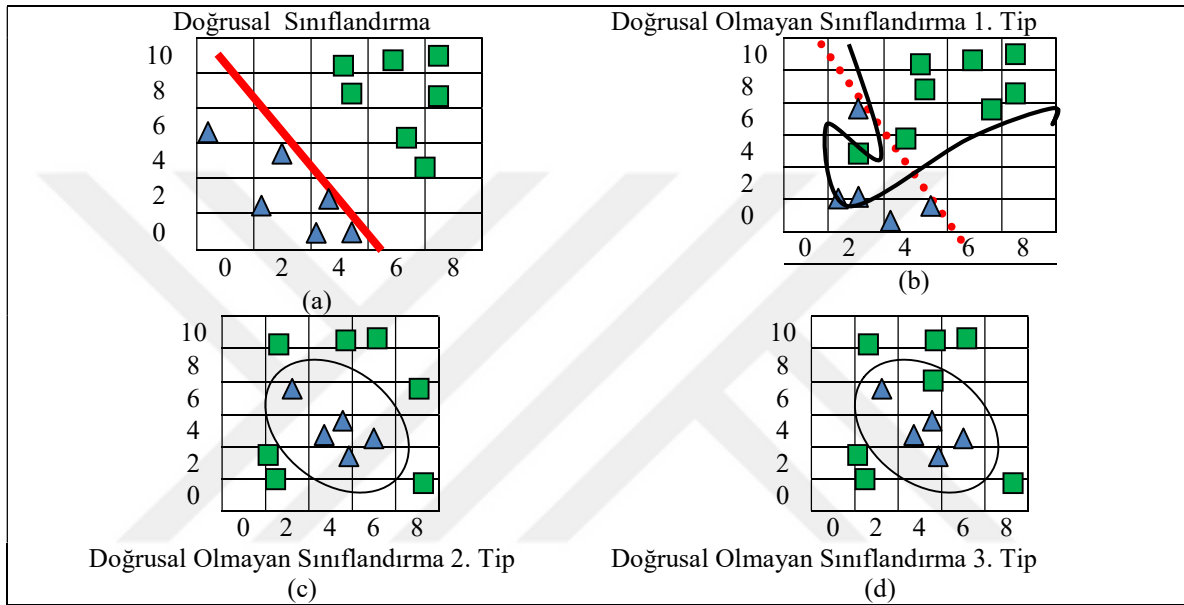 Doğrusal Sınıflandırma
10
8
6
4
2
0
0 2 4 6 8
(a)
Doğrusal Olmayan Sınıflandırma 1. Tip
10
8
6
4
2
0
0 2 4 6 8
(b)
10
8
6
4
2
0
0 2 4 6 8
Doğrusal Olmayan Sınıflandırma 2. Tip
(c)
10
8
6
4
2
0
0 2 4 6 8
Doğrusal Olmayan Sınıflandırma 3. Tip
(d)